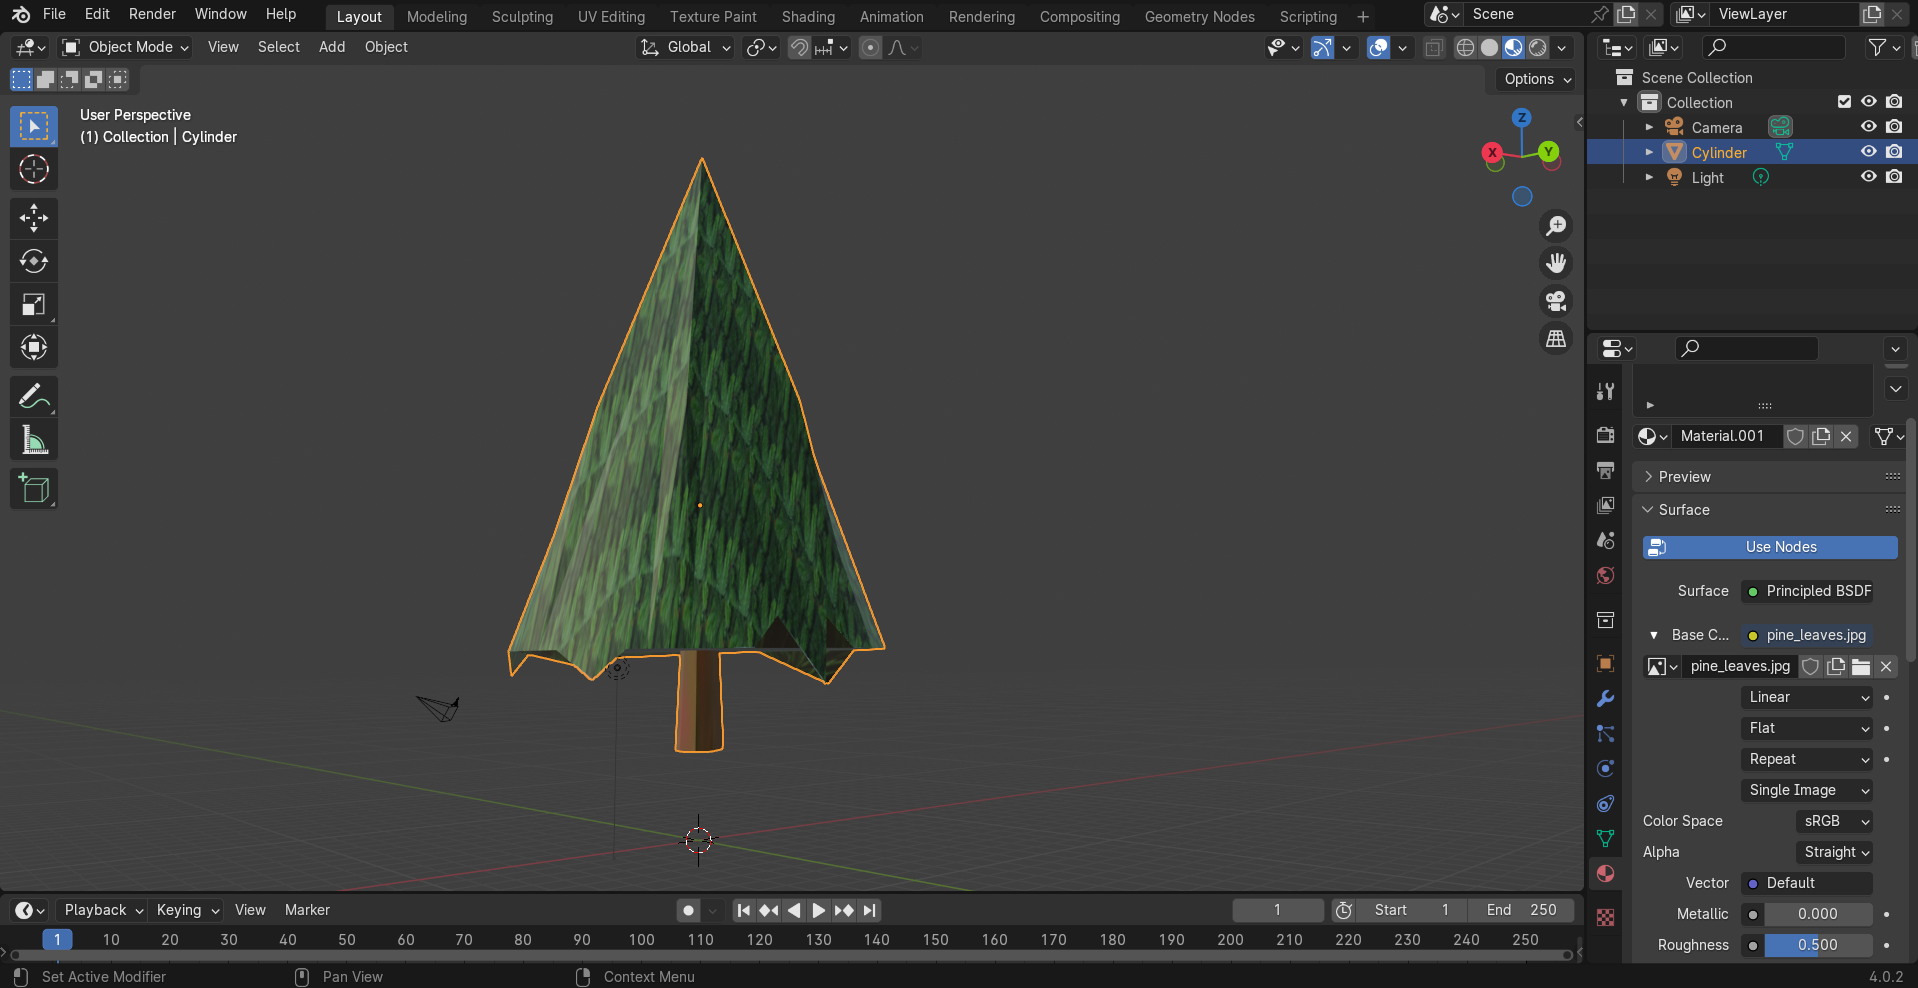 File Edit Render Window Help Layout Modeling Sculpting UV Editing Texture Paint Shading Animation Rendering Compositing Geometry Nodes Scripting + Scene ViewLayer
Object Mode View Select Add Object Global
Options
User Perspective
(1) Collection | Cylinder
Z
X
Y
Scene Collection
Collection
Camera
Cylinder
Light
Material.001
Preview
Surface
Use Nodes
Surface Principled BSDF
Base C... pine_leaves.jpg
pine_leaves.jpg
Linear
Flat
Repeat
Single Image
Color Space sRGB
Alpha Straight
Vector Default
Metallic 0.000
Roughness 0.500
Playback Keying View Marker 1 Start 1 End 250
1 10 20 30 40 50 60 70 80 90 100 110 120 130 140 150 160 170 180 190 200 210 220 230 240 250
Set Active Modifier Pan View Context Menu 4.0.2